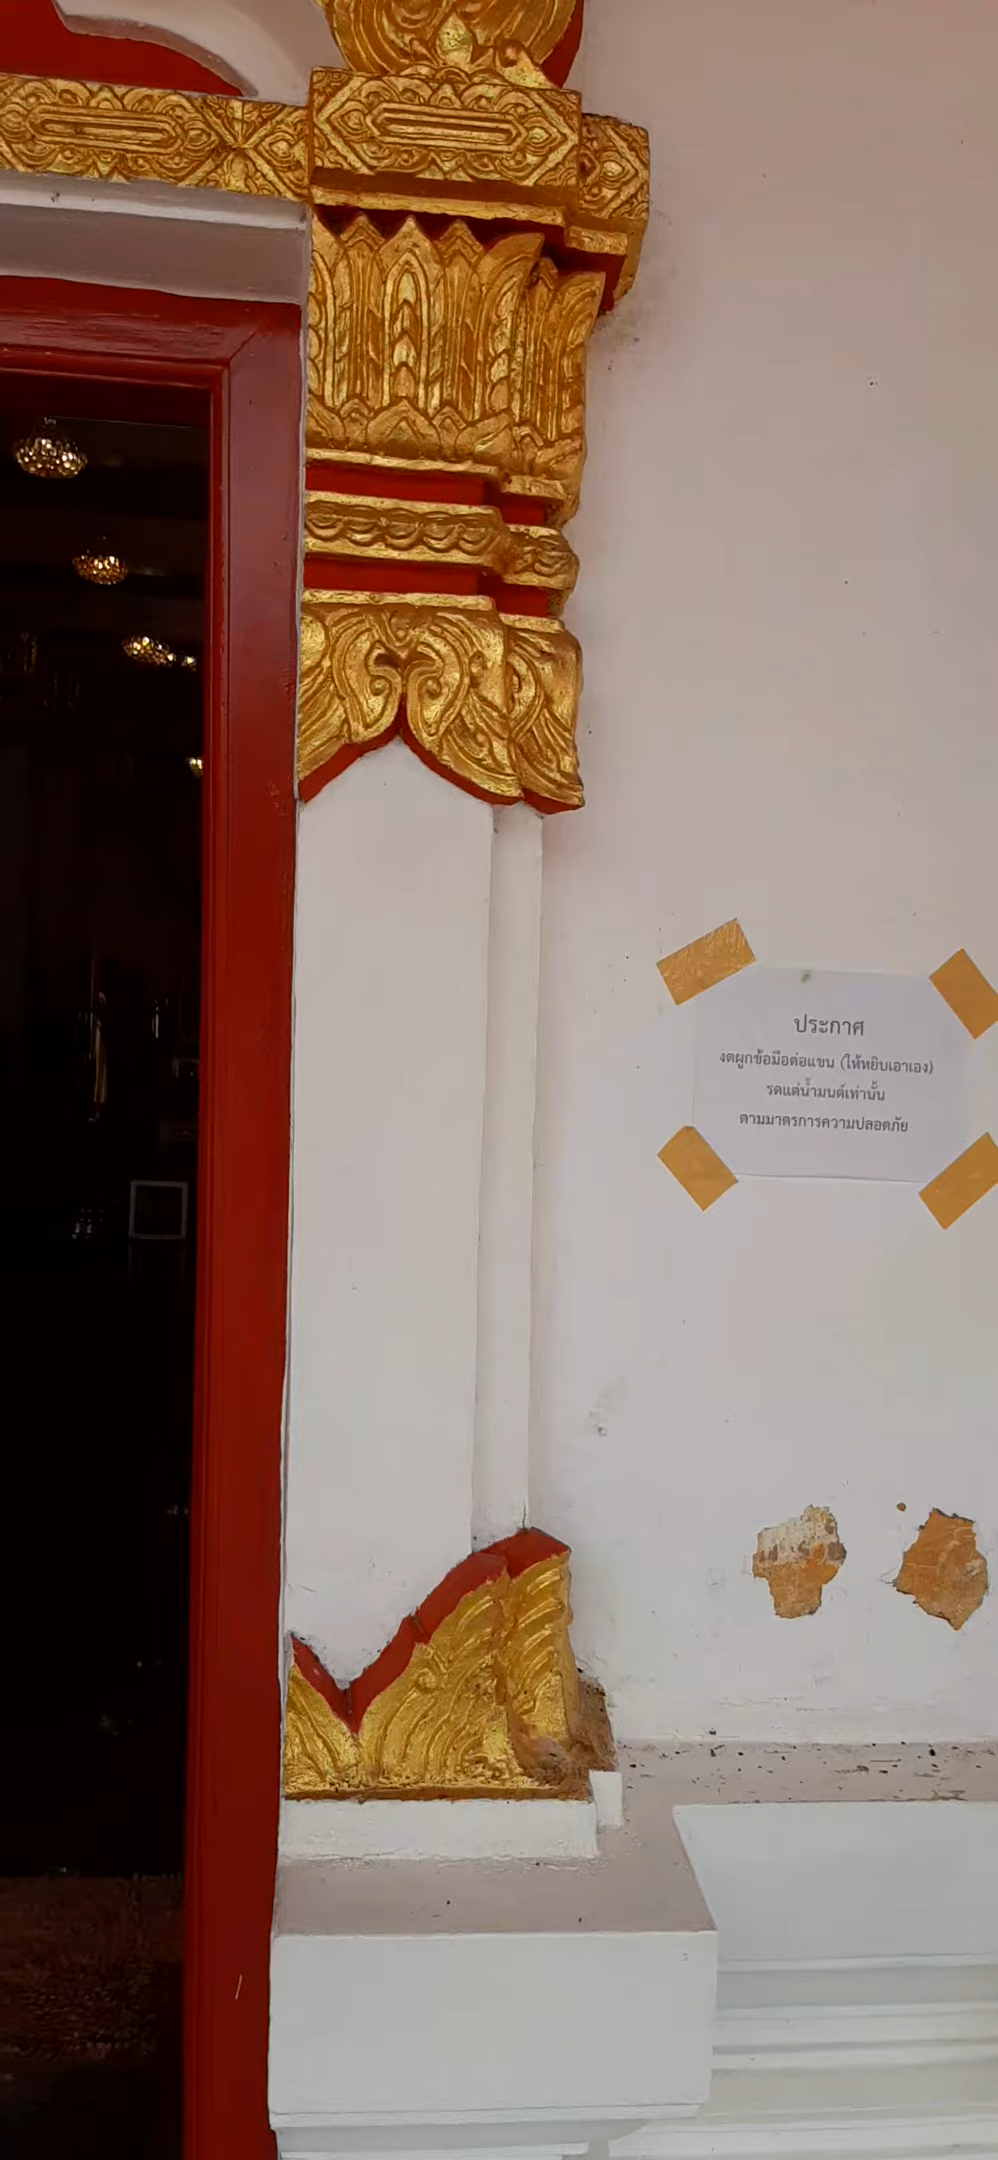 ประกาศ
งดผูกข้อมือต่อแขน (ให้หยิบเอาเอง)
รดแต่น้ำมนต์เท่านั้น
ตามมาตรการความปลอดภัย